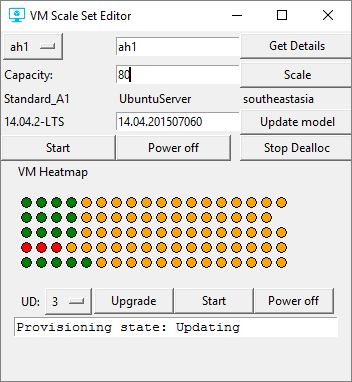 VM Scale Set Editor
ah1 ah1 Get Details
Capacity: 80 Scale
Standard_A1 UbuntuServer southeastasia
14.04.2-LTS 14.04.201507060 Update model
Start Power off Stop Dealloc
VM Heatmap
UD: 3 Upgrade Start Power off
Provisioning state: Updating